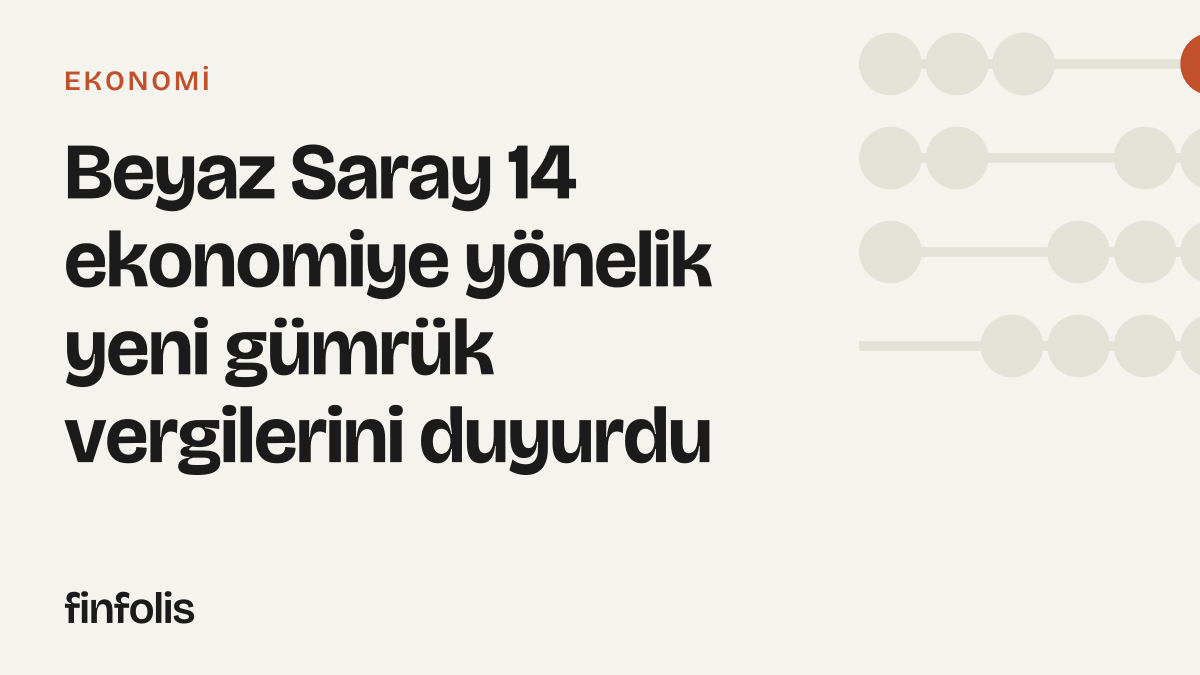 EKONOMİ
Beyaz Saray 14
ekonomiye yönelik
yeni gümrük
vergilerini duyurdu
finfolis